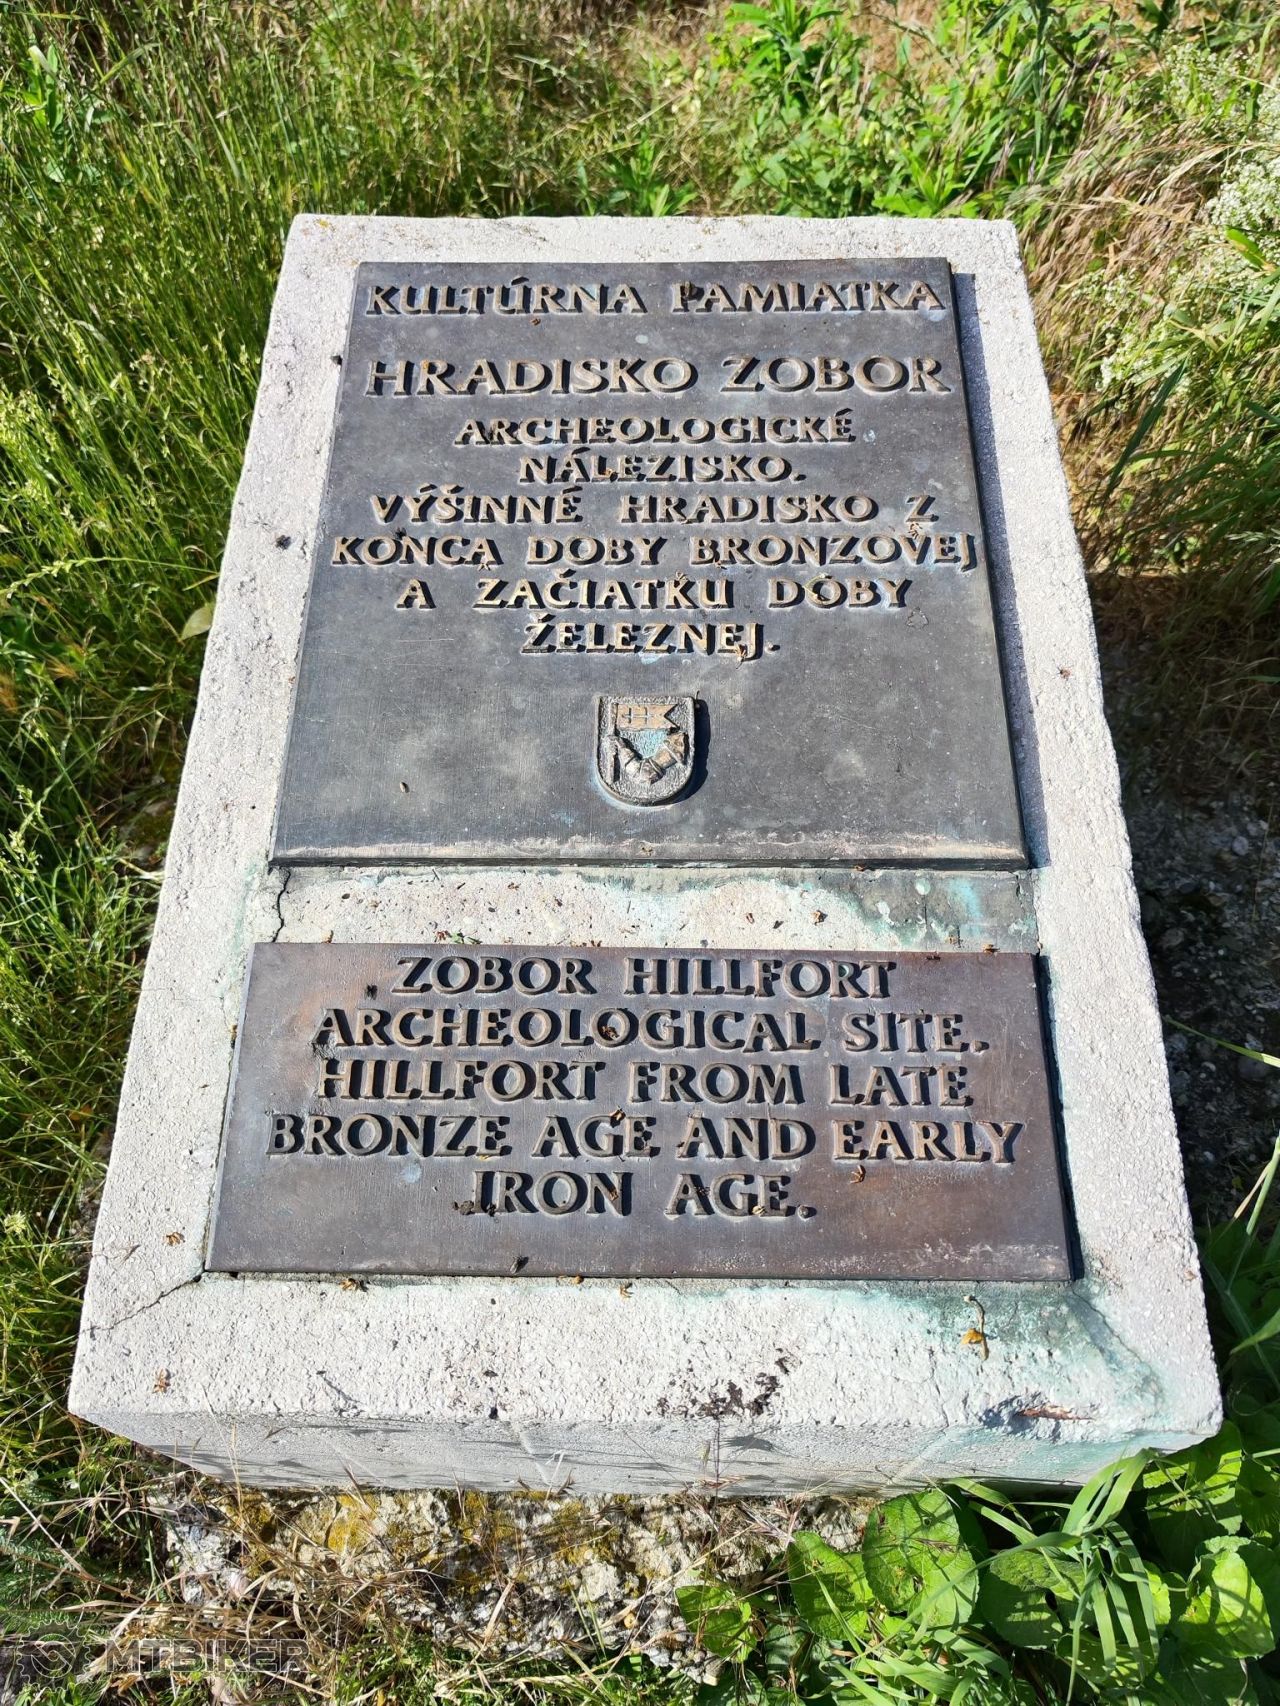 KULTÚRNA PAMIATKA
HRADISKO ZOBOR
ARCHEOLOGICKÉ
NÁLEZISKO.
VÝŠINNÉ HRADISKO Z
KONCA DOBY BRONZOVEJ
A ZAČIATKU DOBY
ŽELEZNEJ.
ZOBOR HILLFORT
ARCHEOLOGICAL SITE.
HILLFORT FROM LATE
BRONZE AGE AND EARLY
IRON AGE.
MTBIKER